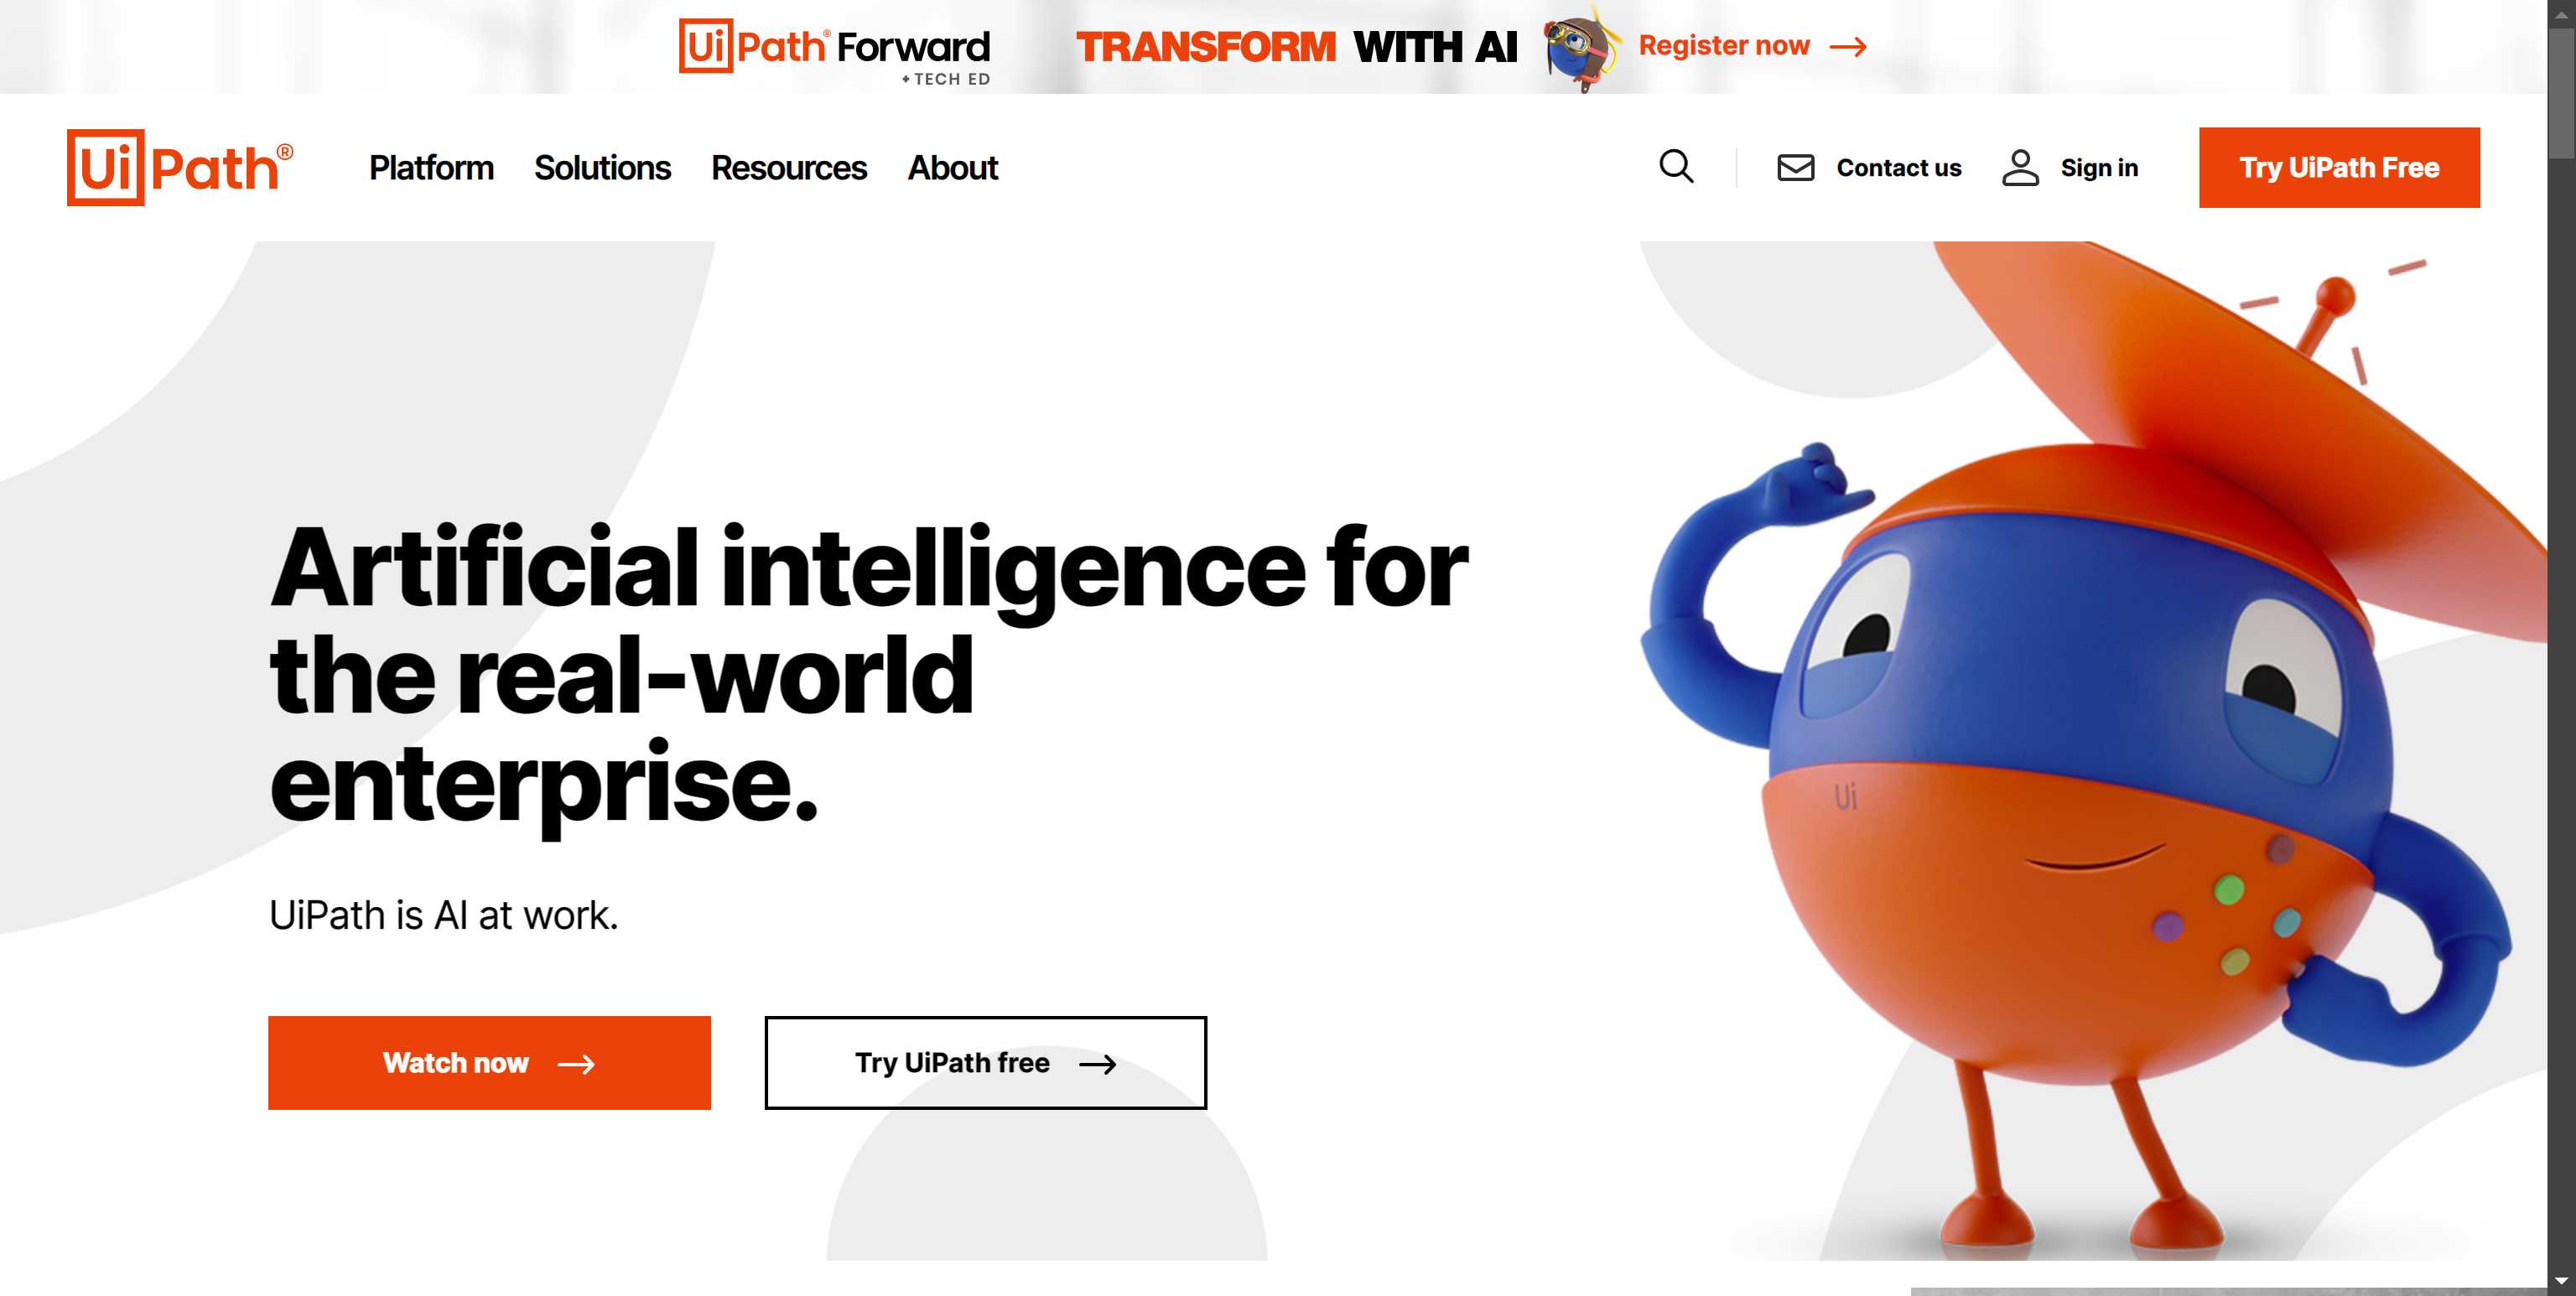 UiPath® Forward
+ TECH ED
TRANSFORM WITH AI
Register now
UiPath®
Platform
Solutions
Resources
About
Contact us
Sign in
Try UiPath Free
Artificial intelligence for
the real-world
enterprise.
UiPath is AI at work.
Watch now
Try UiPath free
Ui